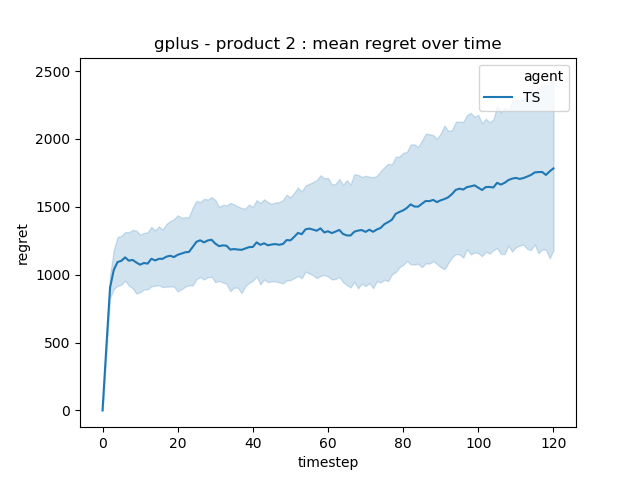 gplus - product 2 : mean regret over time
agent
TS
2500
2000
1500
1000
500
0
regret
0 20 40 60 80 100 120
timestep